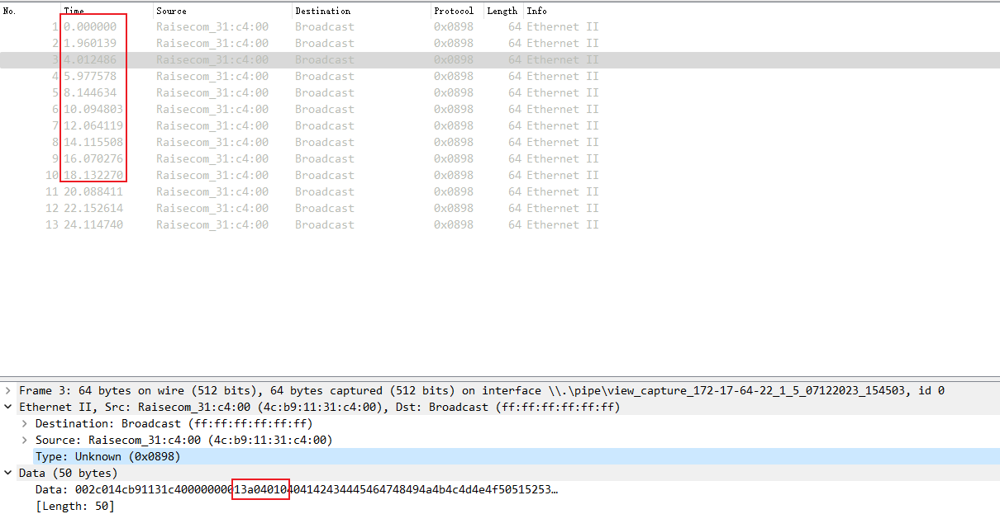 No. Time Source Destination Protocol Length Info
1 0.000000 Raisecom_31:c4:00 Broadcast 0x0898 64 Ethernet II
2 1.960139 Raisecom_31:c4:00 Broadcast 0x0898 64 Ethernet II
3 4.012486 Raisecom_31:c4:00 Broadcast 0x0898 64 Ethernet II
4 5.977578 Raisecom_31:c4:00 Broadcast 0x0898 64 Ethernet II
5 8.144634 Raisecom_31:c4:00 Broadcast 0x0898 64 Ethernet II
6 10.094803 Raisecom_31:c4:00 Broadcast 0x0898 64 Ethernet II
7 12.064119 Raisecom_31:c4:00 Broadcast 0x0898 64 Ethernet II
8 14.115508 Raisecom_31:c4:00 Broadcast 0x0898 64 Ethernet II
9 16.070276 Raisecom_31:c4:00 Broadcast 0x0898 64 Ethernet II
10 18.132270 Raisecom_31:c4:00 Broadcast 0x0898 64 Ethernet II
11 20.088411 Raisecom_31:c4:00 Broadcast 0x0898 64 Ethernet II
12 22.152614 Raisecom_31:c4:00 Broadcast 0x0898 64 Ethernet II
13 24.114740 Raisecom_31:c4:00 Broadcast 0x0898 64 Ethernet II
Frame 3: 64 bytes on wire (512 bits), 64 bytes captured (512 bits) on interface \\.\pipe\view_capture_172-17-64-22_1_5_07122023_154503, id 0
Ethernet II, Src: Raisecom_31:c4:00 (4c:b9:11:31:c4:00), Dst: Broadcast (ff:ff:ff:ff:ff:ff)
Destination: Broadcast (ff:ff:ff:ff:ff:ff)
Source: Raisecom_31:c4:00 (4c:b9:11:31:c4:00)
Type: Unknown (0x0898)
Data (50 bytes)
Data: 002c014cb91131c40000000013a04010404142434445464748494a4b4c4d4e4f50515253…
[Length: 50]